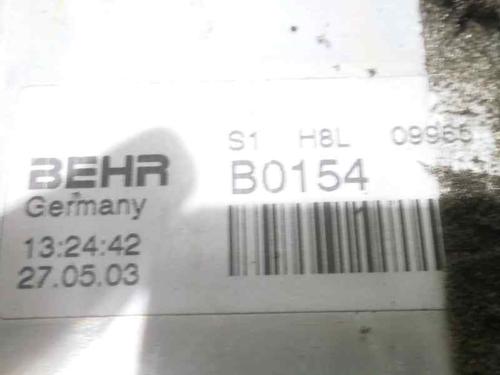 S1 H8L 09965
BEHR B0154
Germany
13:24:42
27.05.03